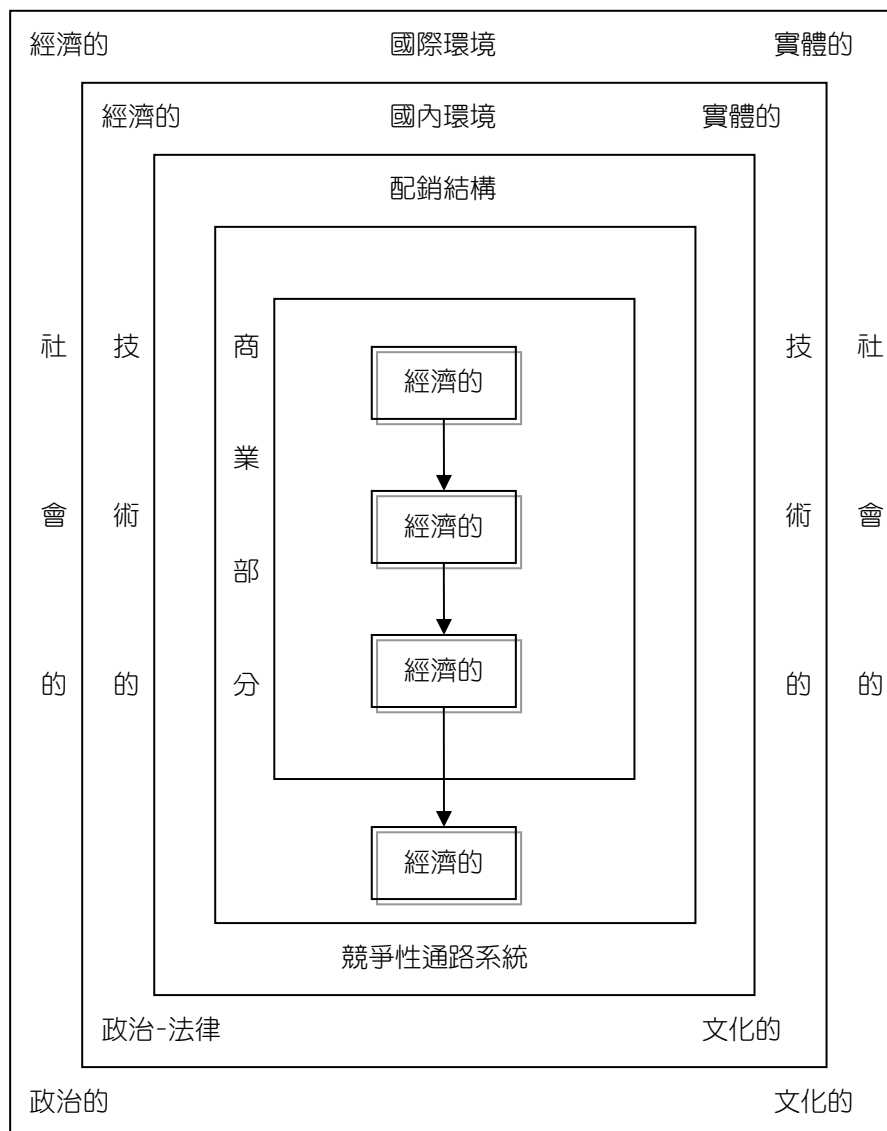 經濟的 國際環境 實體的
經濟的 國內環境 實體的
配銷結構
社會的
技術的
商業部分
經濟的
經濟的
經濟的
經濟的
技術的
社會的
競爭性通路系統
政治-法律 文化的
政治的 文化的